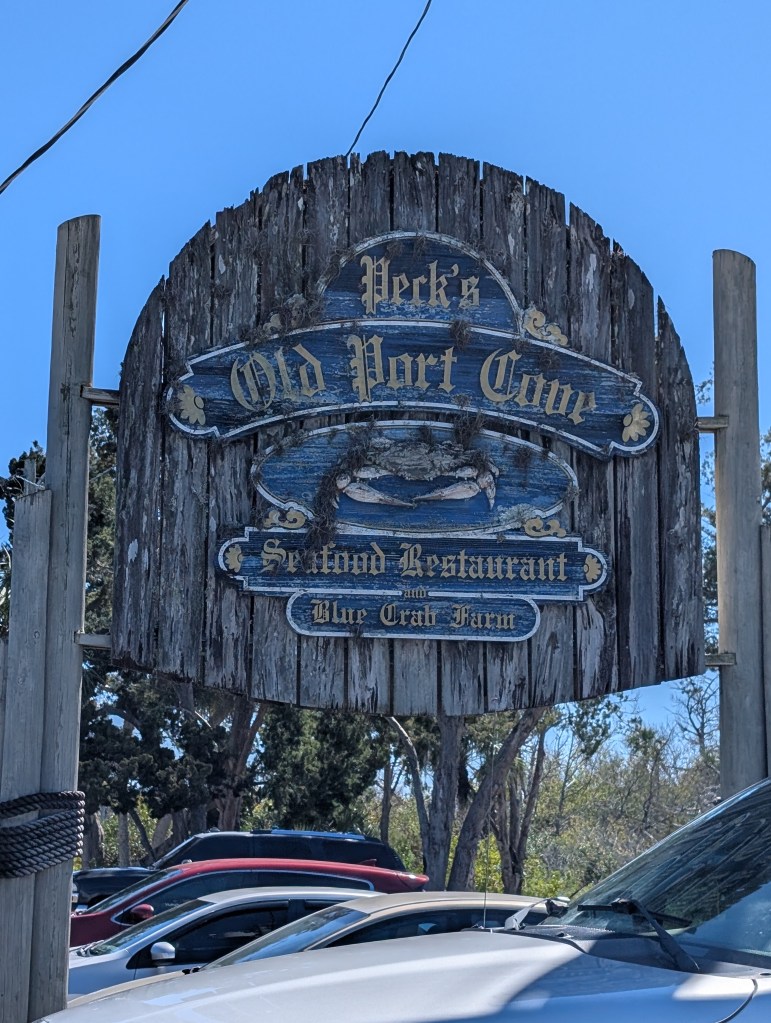 Peck's
Old Port Cove
Seafood Restaurant
and
Blue Crab Farm